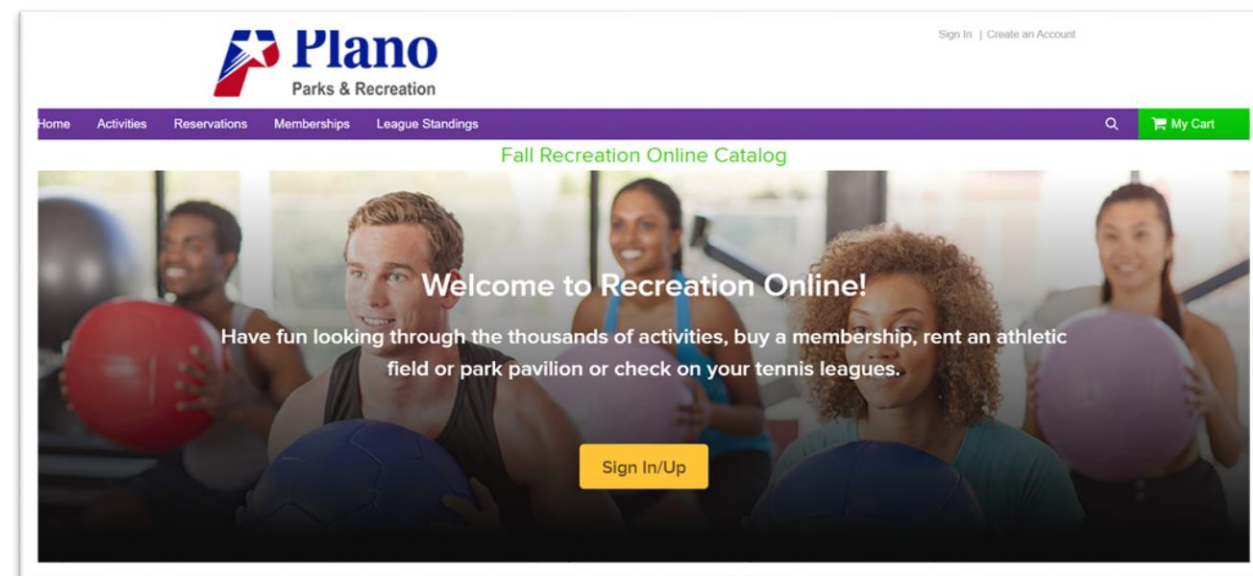 Plano
Parks & Recreation
Sign In | Create an Account
Home Activities Reservations Memberships League Standings My Cart
Fall Recreation Online Catalog
Welcome to Recreation Online!
Have fun looking through the thousands of activities, buy a membership, rent an athletic
field or park pavilion or check on your tennis leagues.
Sign In/Up